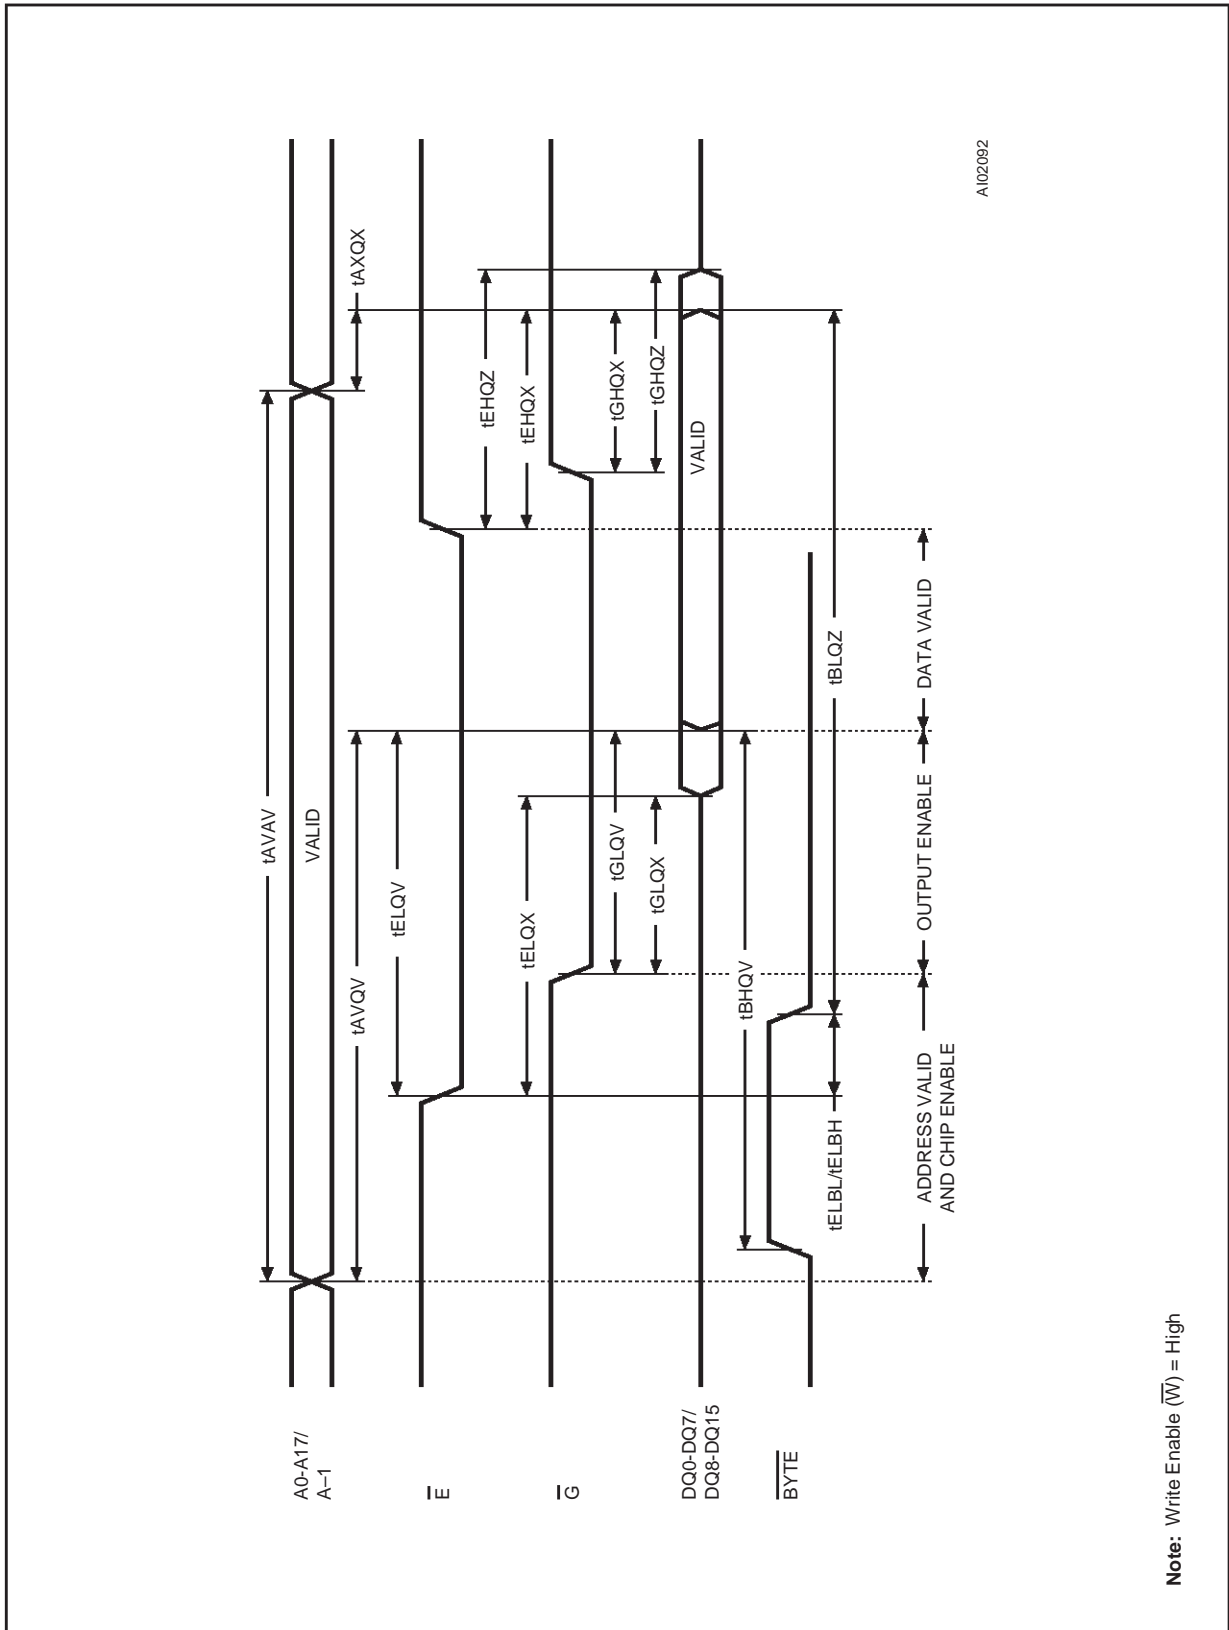 tAVAV
A0-A17/
A–1
VALID
tAVQV
tAXQX
tELQV
E
tEHQZ
tELQX
tEHQX
G
tGLQV
tGHQX
tGLQX
tGHQZ
DQ0-DQ7/
DQ8-DQ15
VALID
tBHQV
BYTE
tELBL/tELBH
tBLQZ
ADDRESS VALID
AND CHIP ENABLE
OUTPUT ENABLE
DATA VALID
AI02092
Note: Write Enable (W̅) = High